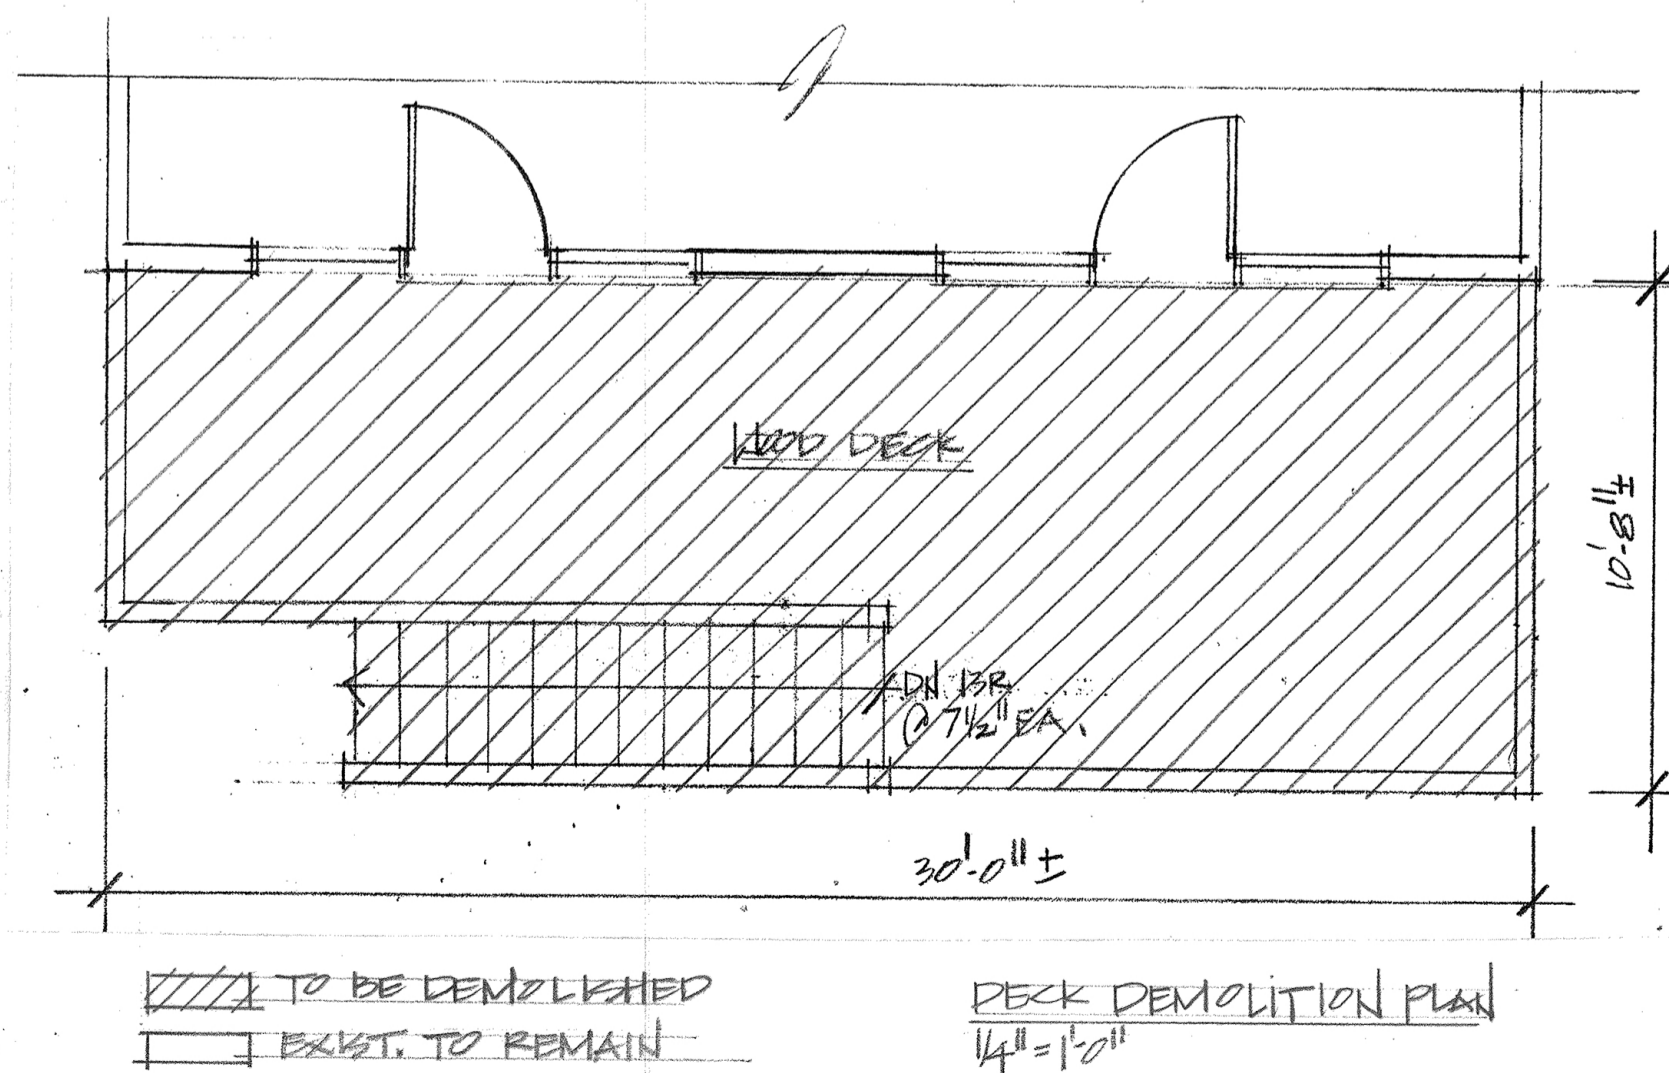 WOOD DECK
DN 13R
@ 7½" EA.
10'-8" ±
30'-0" ±
TO BE DEMOLISHED
EXIST. TO REMAIN
DECK DEMOLITION PLAN
1/4" = 1'-0"